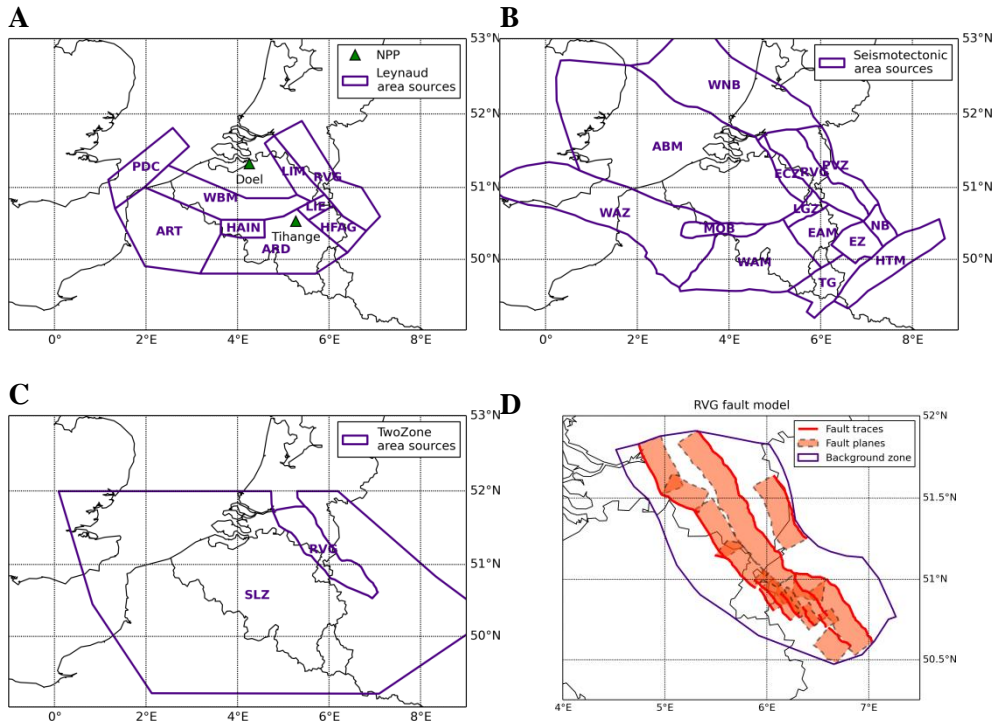 A
53°N
NPP
Leynaud
area sources
52°N
PDC
LIM
RVG
Doel
51°N
WBM
LIE
ART
HAIN
HFAG
Tihange
ARD
50°N
0°
2°E
4°E
6°E
8°E
B
53°N
Seismotectonic
area sources
WNB
52°N
ABM
PVZ
ECZ
RVG
51°N
LGZ
WAZ
MOB
EAM
NB
EZ
WAM
HTM
50°N
TG
0°
2°E
4°E
6°E
8°E
C
53°N
TwoZone
area sources
52°N
RVG
51°N
SLZ
50°N
0°
2°E
4°E
6°E
8°E
D
RVG fault model
52°N
Fault traces
Fault planes
Background zone
51.5°N
51°N
50.5°N
4°E
5°E
6°E
7°E